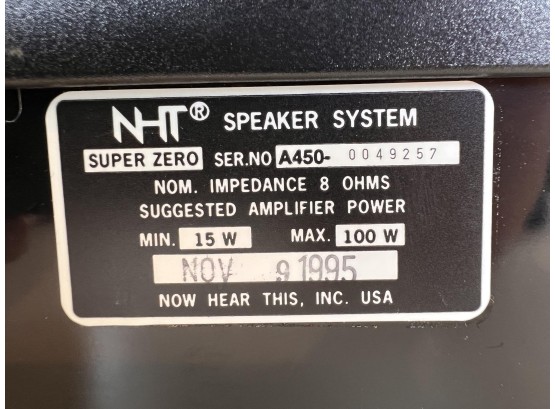 NHT® SPEAKER SYSTEM
SUPER ZERO SER.NO A450- 0049257
NOM. IMPEDANCE 8 OHMS
SUGGESTED AMPLIFIER POWER
MIN. 15 W MAX. 100 W
NOV 9 1995
NOW HEAR THIS, INC. USA